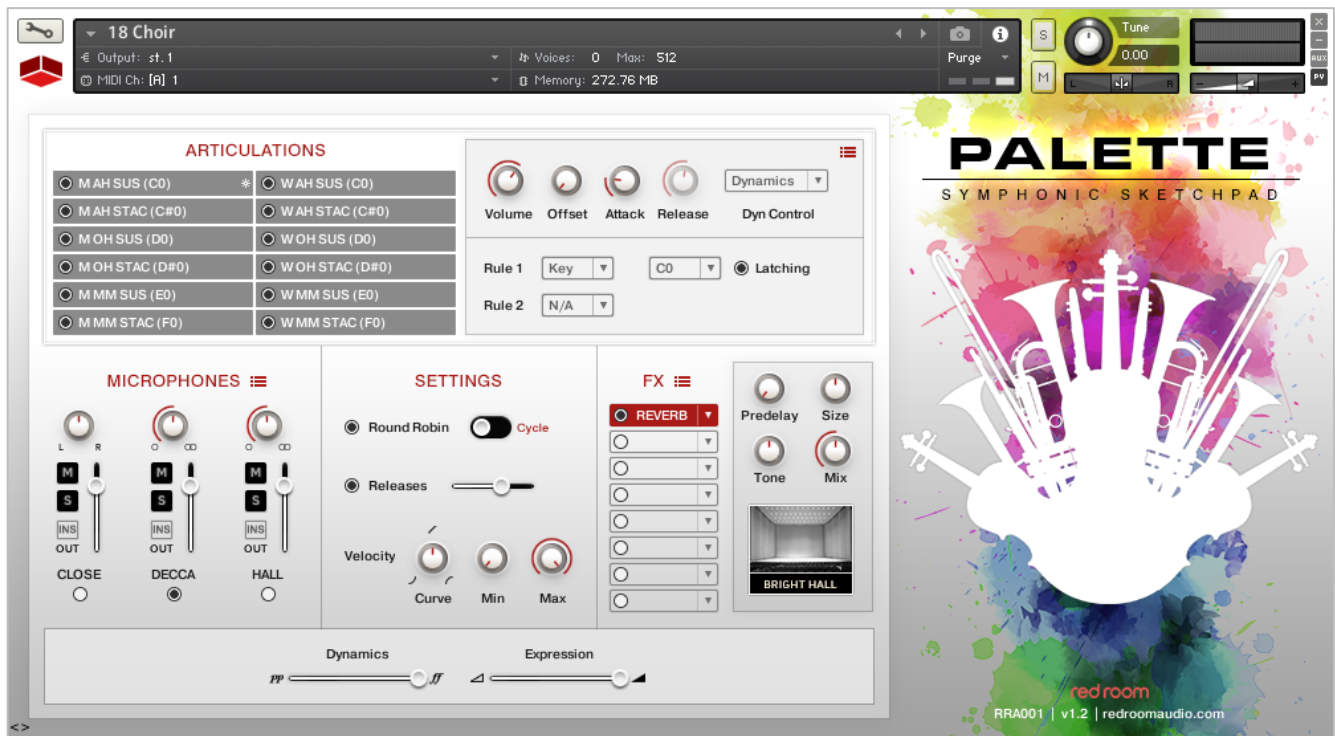 18 Choir
Output: st.1
Voices: 0 Max: 512
Purge
MIDI Ch: [A] 1
Memory: 272.76 MB
S
M
Tune
0.00
L R
- +
×
-
AUX
PV
ARTICULATIONS
M AH SUS (C0) *
W AH SUS (C0)
M AH STAC (C#0)
W AH STAC (C#0)
M OH SUS (D0)
W OH SUS (D0)
M OH STAC (D#0)
W OH STAC (D#0)
M MM SUS (E0)
W MM SUS (E0)
M MM STAC (F0)
W MM STAC (F0)
Volume Offset Attack Release
Dynamics
Dyn Control
Rule 1 Key C0 Latching
Rule 2 N/A
MICROPHONES
L R
M M M
S S S
INS INS INS
OUT OUT OUT
CLOSE DECCA HALL
SETTINGS
Round Robin Cycle
Releases
Velocity
Curve Min Max
FX
REVERB
Predelay Size
Tone Mix
BRIGHT HALL
Dynamics Expression
pp ff
PALETTE
SYMPHONIC SKETCHPAD
red room
RRA001 | v1.2 | redroomaudio.com
<>